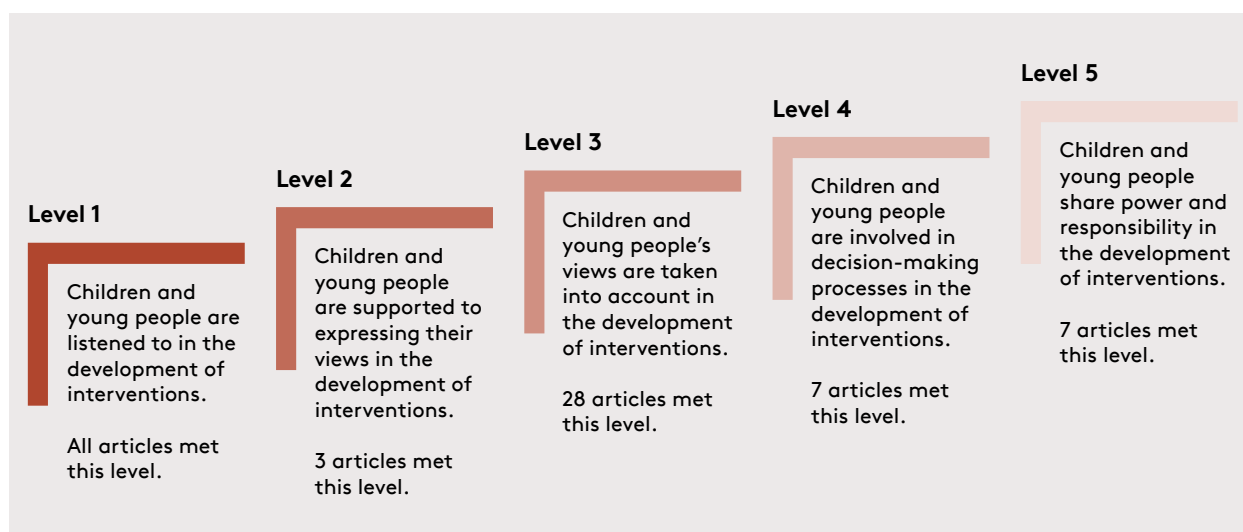 Level 1
Children and
young people are
listened to in the
development of
interventions.
All articles met
this level.
Level 2
Children and
young people
are supported to
expressing their
views in the
development of
interventions.
3 articles met
this level.
Level 3
Children and
young people’s
views are taken
into account in
the development
of interventions.
28 articles met
this level.
Level 4
Children and
young people
are involved in
decision-making
processes in the
development of
interventions.
7 articles met
this level.
Level 5
Children and
young people
share power and
responsibility in
the development
of interventions.
7 articles met
this level.